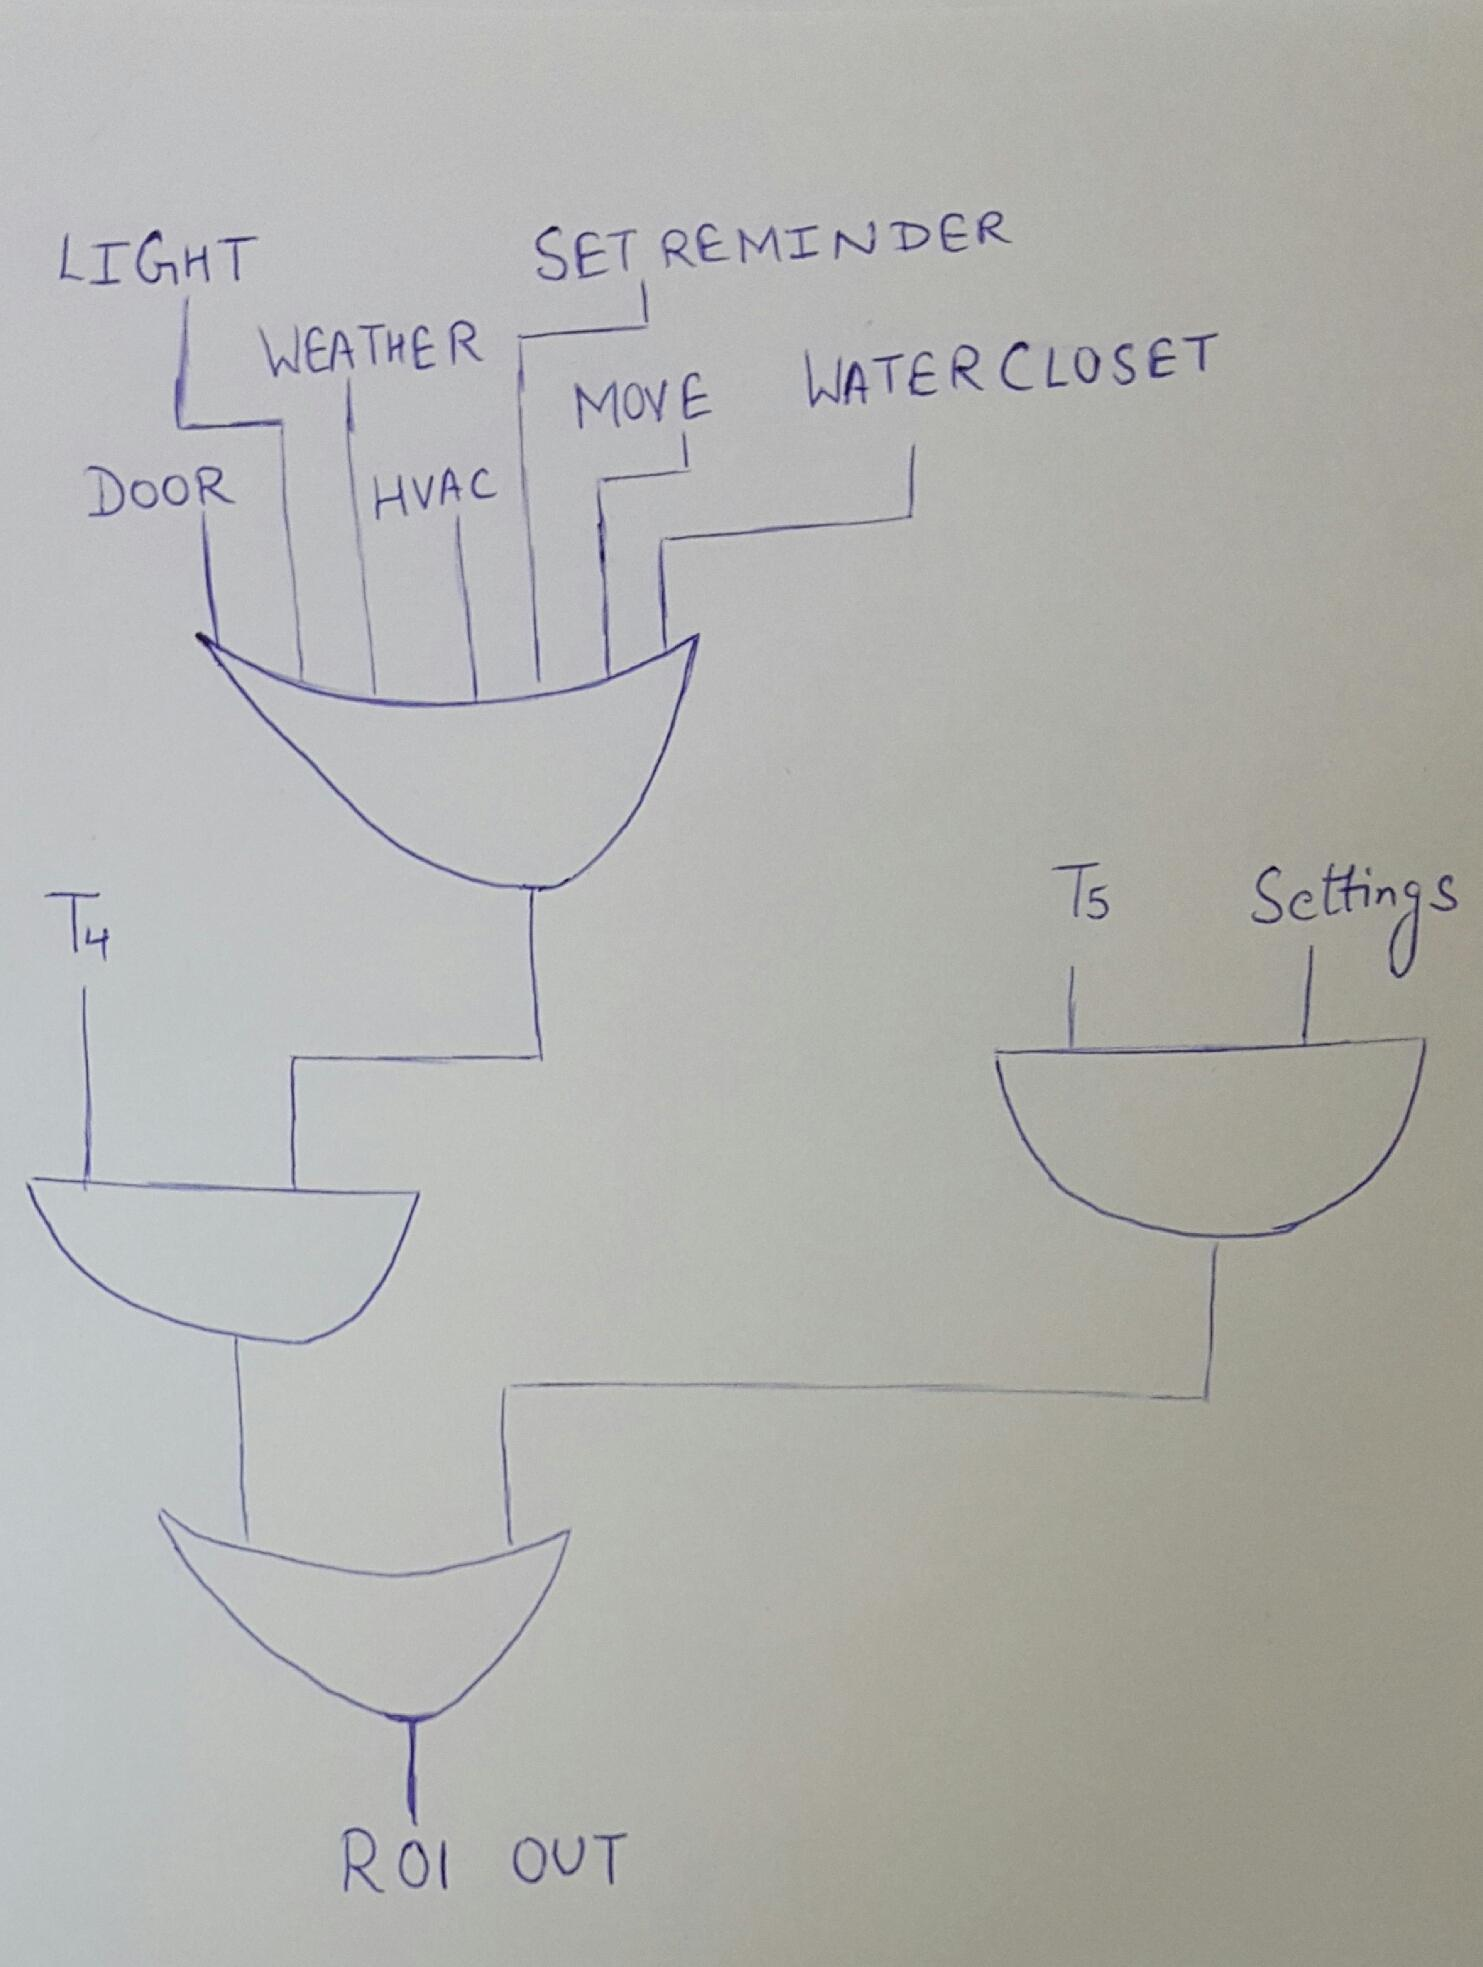 LIGHT
SET REMINDER
WEATHER
MOVE
WATER CLOSET
DOOR
HVAC
T4
T5
Settings
ROI OUT